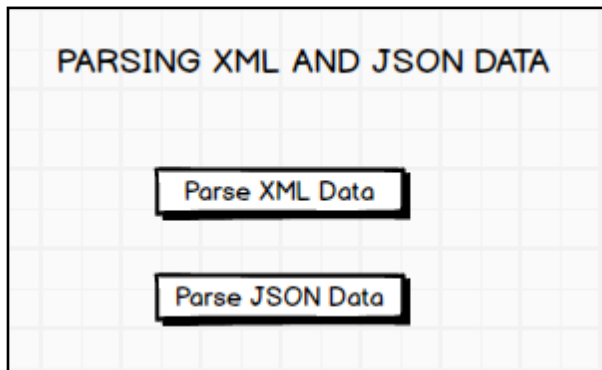 PARSING XML AND JSON DATA
Parse XML Data
Parse JSON Data